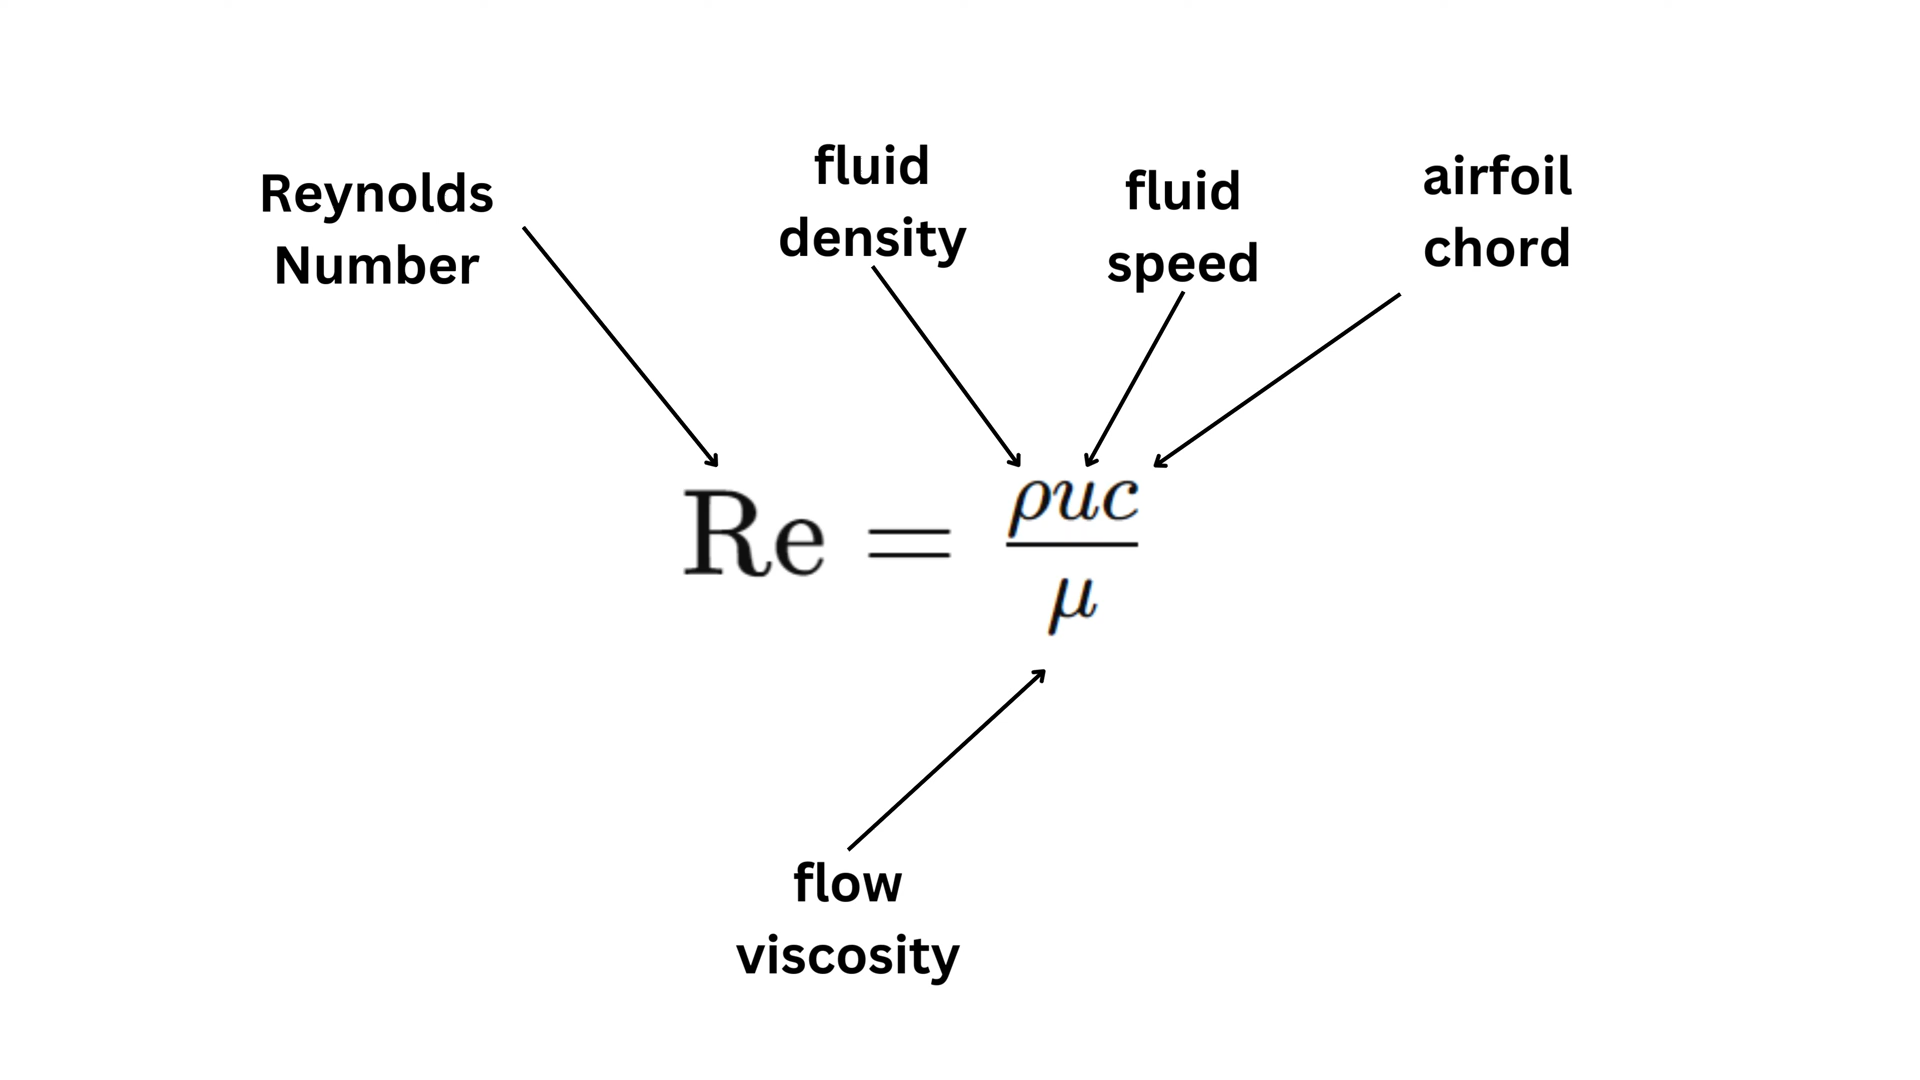 Reynolds
Number
fluid
density
fluid
speed
airfoil
chord
Re = ρuc/μ
flow
viscosity